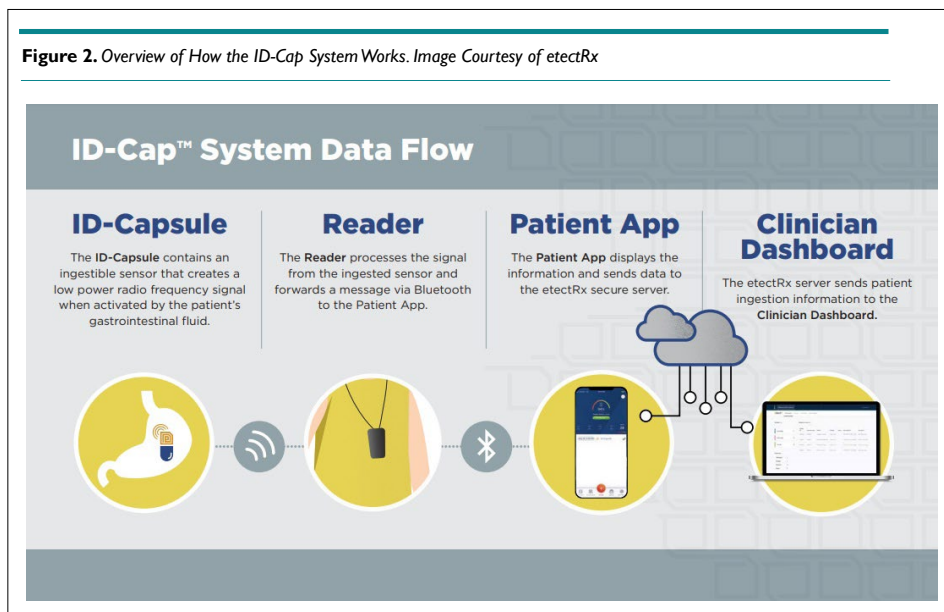 Figure 2. Overview of How the ID-Cap System Works. Image Courtesy of etectRx
ID-Cap™ System Data Flow
ID-Capsule
The ID-Capsule contains an
ingestible sensor that creates a
low power radio frequency signal
when activated by the patient's
gastrointestinal fluid.
Reader
The Reader processes the signal
from the ingested sensor and
forwards a message via Bluetooth
to the Patient App.
Patient App
The Patient App displays the
information and sends data to
the etectRx secure server.
Clinician
Dashboard
The etectRx server sends patient
ingestion information to the
Clinician Dashboard.